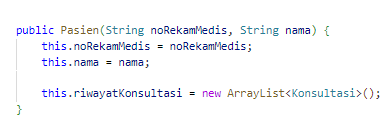 public Pasien(String noRekamMedis, String nama) {
    this.noRekamMedis = noRekamMedis;
    this.nama = nama;

    this.riwayatKonsultasi = new ArrayList<Konsultasi>();
}